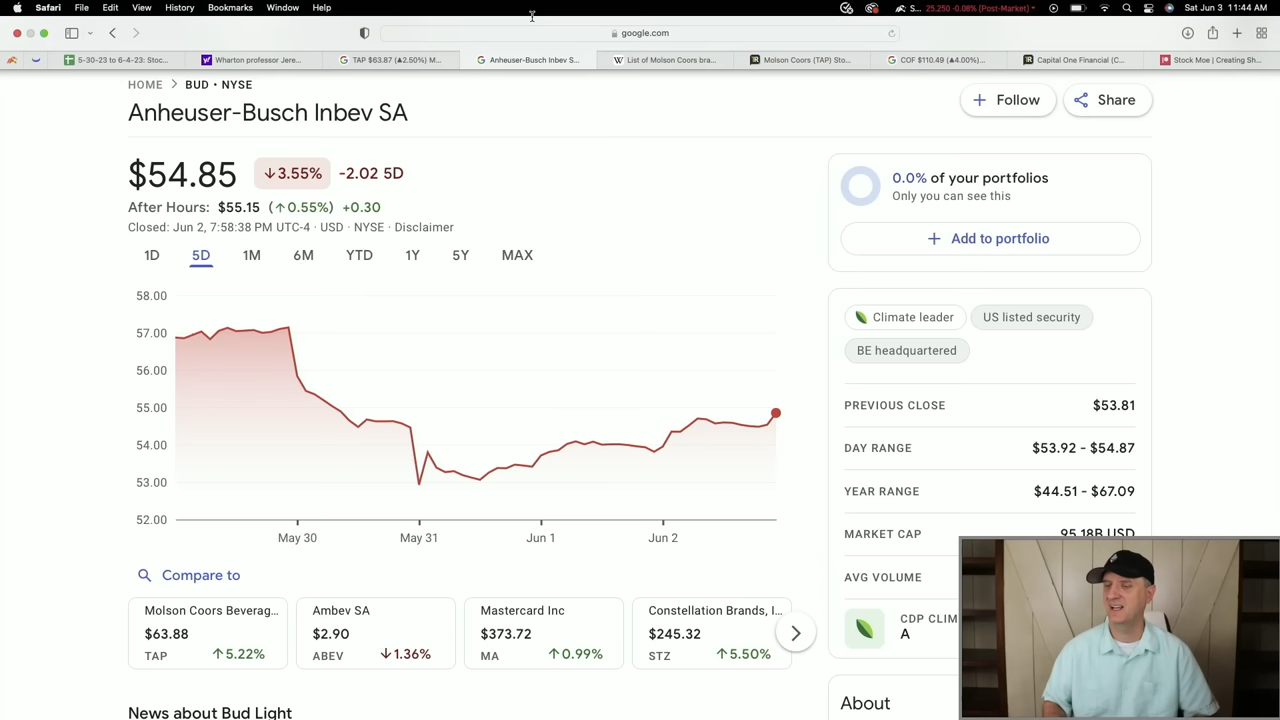 Safari File Edit View History Bookmarks Window Help
S... 25.250 -0.08% (Post-Market) Sat Jun 3 11:44 AM
google.com
5-30-23 to 6-4-23: Stoc...
Wharton professor Jere...
TAP $63.87 (▲2.50%) M...
Anheuser-Busch Inbev S...
List of Molson Coors bra...
Molson Coors (TAP) Sto...
COF $110.49 (▲4.00%)...
Capital One Financial (C...
Stock Moe | Creating Sh...
HOME > BUD • NYSE
Anheuser-Busch Inbev SA
+ Follow
Share
$54.85 ↓3.55% -2.02 5D
After Hours: $55.15 (↑0.55%) +0.30
Closed: Jun 2, 7:58:38 PM UTC-4 · USD · NYSE · Disclaimer
1D 5D 1M 6M YTD 1Y 5Y MAX
58.00
57.00
56.00
55.00
54.00
53.00
52.00
May 30 May 31 Jun 1 Jun 2
Compare to
Molson Coors Beverag...
$63.88
TAP ↑5.22%
Ambev SA
$2.90
ABEV ↓1.36%
Mastercard Inc
$373.72
MA ↑0.99%
Constellation Brands, I...
$245.32
STZ ↑5.50%
News about Bud Light
0.0% of your portfolios
Only you can see this
+ Add to portfolio
Climate leader
US listed security
BE headquartered
PREVIOUS CLOSE $53.81
DAY RANGE $53.92 - $54.87
YEAR RANGE $44.51 - $67.09
MARKET CAP 95.18B USD
AVG VOLUME
CDP CLIM
A
About